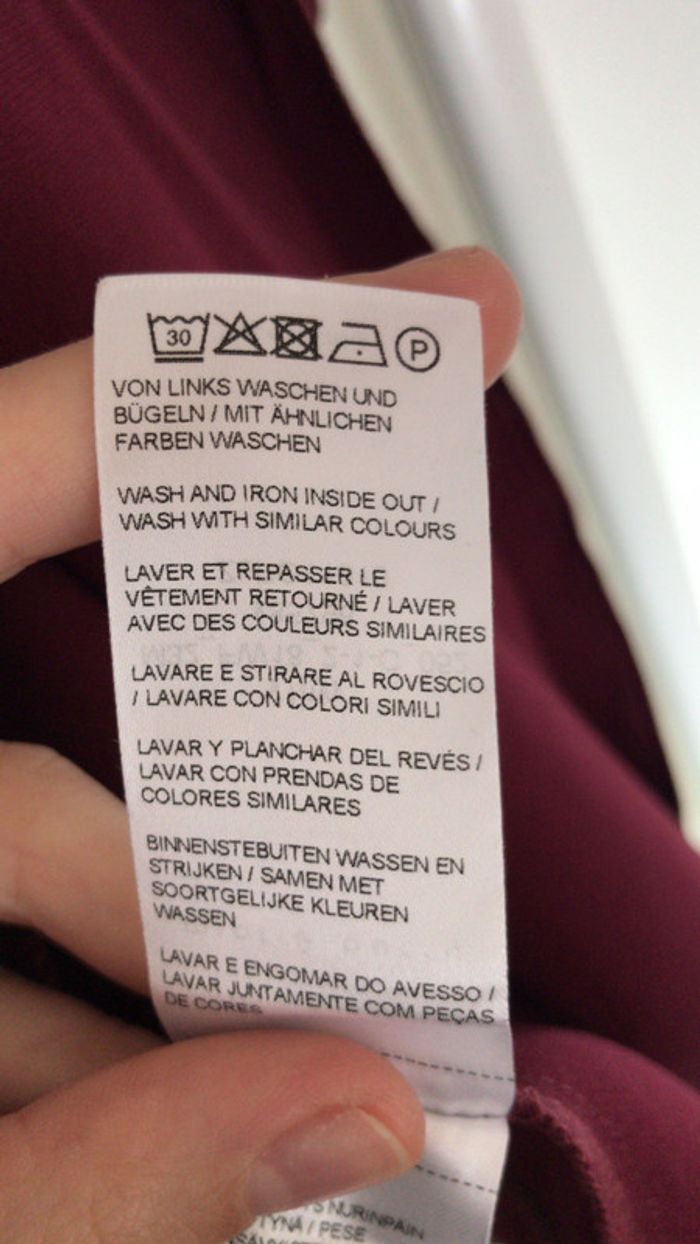 30 P
VON LINKS WASCHEN UND
BÜGELN / MIT ÄHNLICHEN
FARBEN WASCHEN
WASH AND IRON INSIDE OUT /
WASH WITH SIMILAR COLOURS
LAVER ET REPASSER LE
VÊTEMENT RETOURNÉ / LAVER
AVEC DES COULEURS SIMILAIRES
LAVARE E STIRARE AL ROVESCIO
/ LAVARE CON COLORI SIMILI
LAVAR Y PLANCHAR DEL REVÉS /
LAVAR CON PRENDAS DE
COLORES SIMILARES
BINNENSTEBUITEN WASSEN EN
STRIJKEN / SAMEN MET
SOORTGELIJKE KLEUREN
WASSEN
LAVAR E ENGOMAR DO AVESSO /
LAVAR JUNTAMENTE COM PEÇAS
DE CORES
NURINPAIN
/ PESE